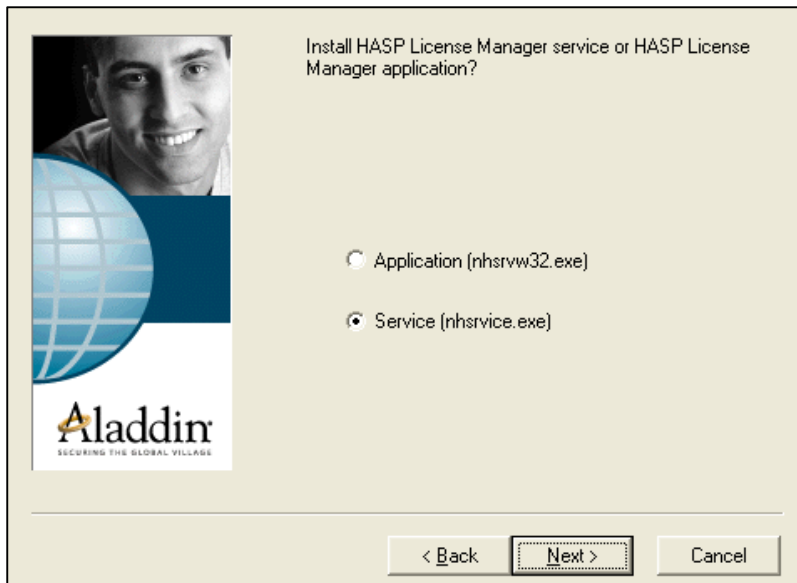 Install HASP License Manager service or HASP License
Manager application?
Application (nhsrvw32.exe)
Service (nhsrvice.exe)
Aladdin
SECURING THE GLOBAL VILLAGE
< Back
Next >
Cancel